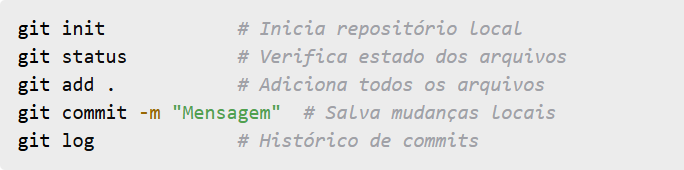 git init            # Inicia repositório local
git status          # Verifica estado dos arquivos
git add .           # Adiciona todos os arquivos
git commit -m "Mensagem"  # Salva mudanças locais
git log             # Histórico de commits